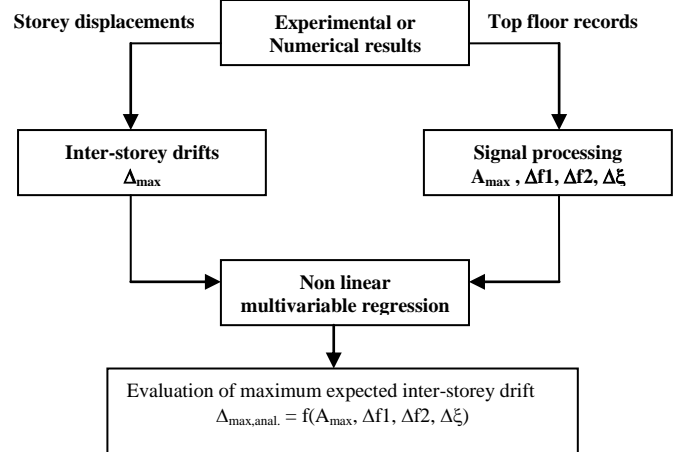 Storey displacements
Experimental or
Numerical results
Top floor records
Inter-storey drifts
Δmax
Signal processing
Amax , Δf1, Δf2, Δξ
Non linear
multivariable regression
Evaluation of maximum expected inter-storey drift
Δmax,anal. = f(Amax, Δf1, Δf2, Δξ)